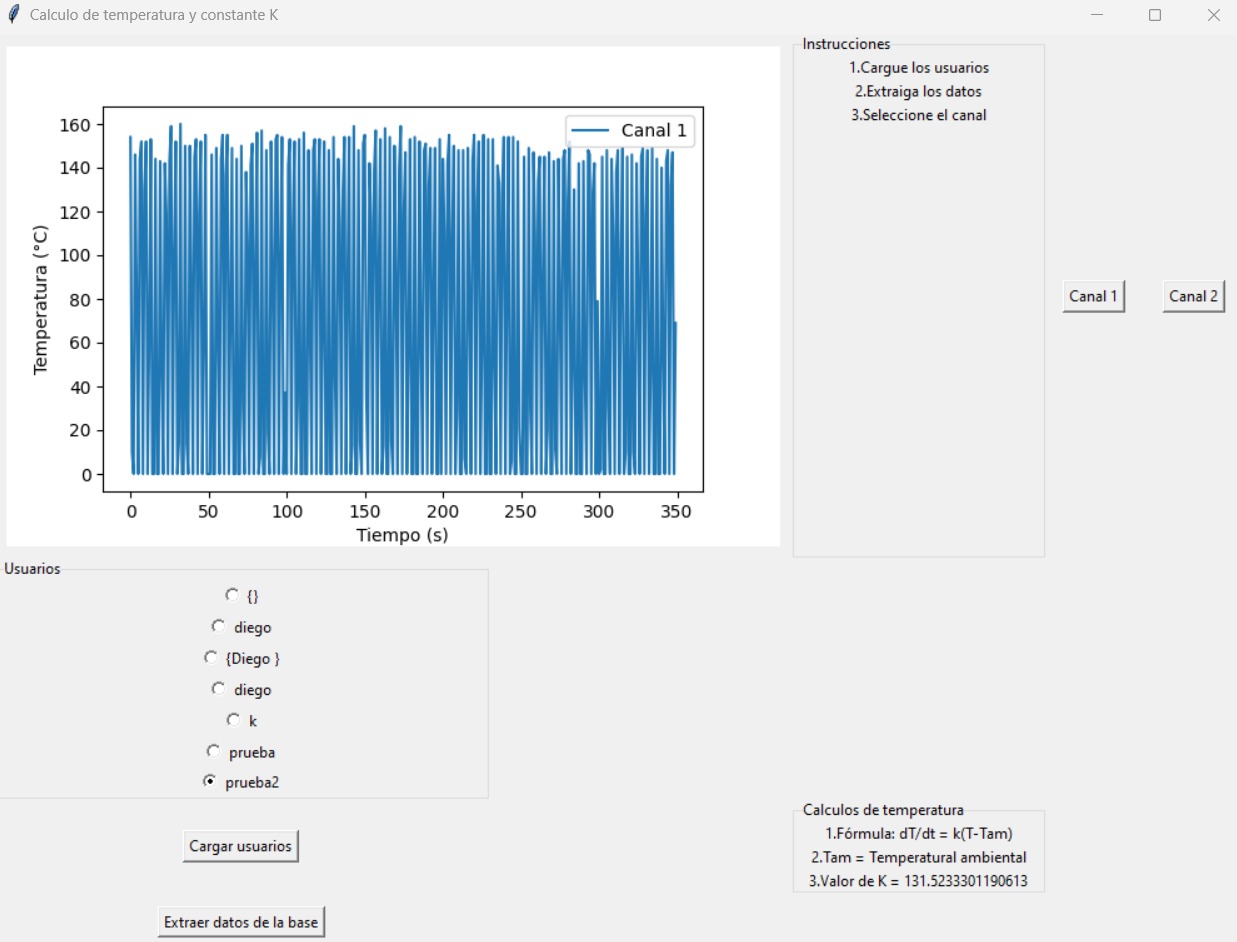 Calculo de temperatura y constante K
Instrucciones
1.Cargue los usuarios
2.Extraiga los datos
3.Seleccione el canal
Canal 1
160
140
120
100
80
60
40
20
0
Temperatura (°C)
0 50 100 150 200 250 300 350
Tiempo (s)
Canal 1 Canal 2
Usuarios
{}
diego
{Diego }
diego
k
prueba
prueba2
Cargar usuarios
Extraer datos de la base
Calculos de temperatura
1.Fórmula: dT/dt = k(T-Tam)
2.Tam = Temperatural ambiental
3.Valor de K = 131.5233301190613